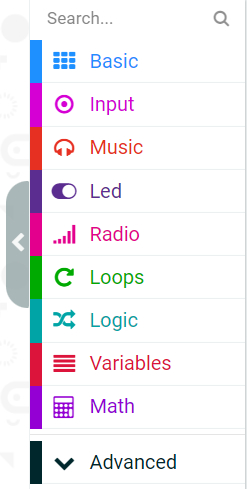 Search...
Basic
Input
Music
Led
Radio
Loops
Logic
Variables
Math
Advanced